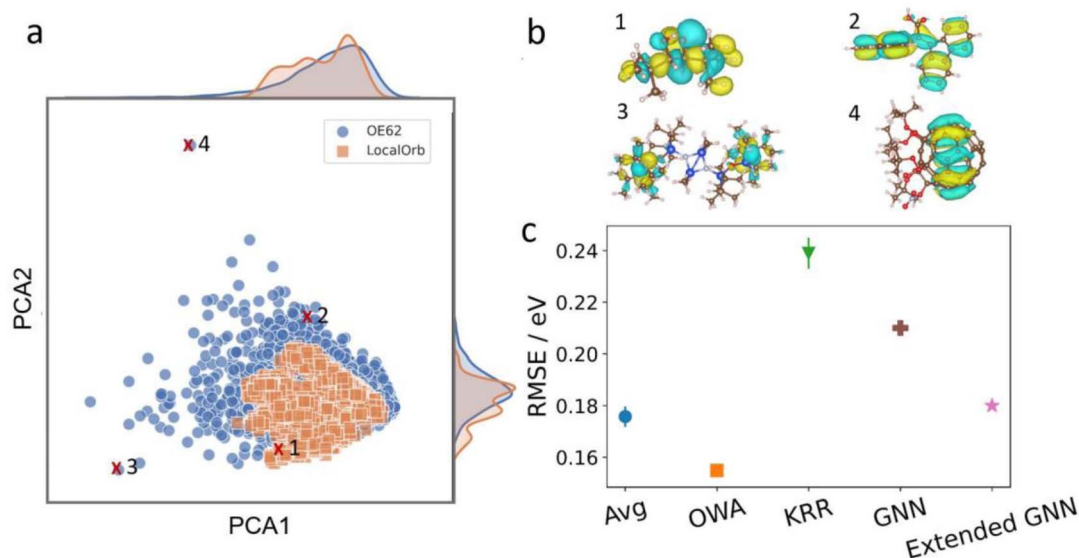 a
OE62
LocalOrb
4
2
1
3
PCA2
PCA1
b
1
2
3
4
c
RMSE / eV
0.24
0.22
0.20
0.18
0.16
Avg
OWA
KRR
GNN
Extended GNN